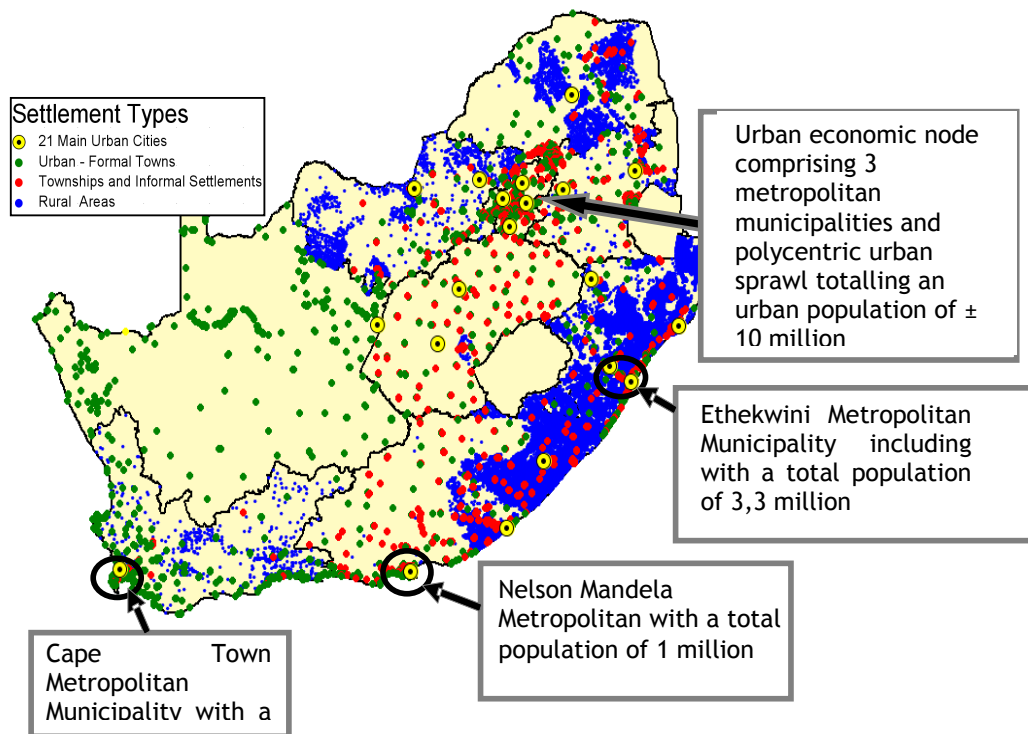 Settlement Types
21 Main Urban Cities
Urban - Formal Towns
Townships and Informal Settlements
Rural Areas
Urban economic node
comprising 3
metropolitan
municipalities and
polycentric urban
sprawl totalling an
urban population of ±
10 million
Ethekwini Metropolitan
Municipality including
with a total population
of 3,3 million
Nelson Mandela
Metropolitan with a total
population of 1 million
Cape Town
Metropolitan
Municipality with a